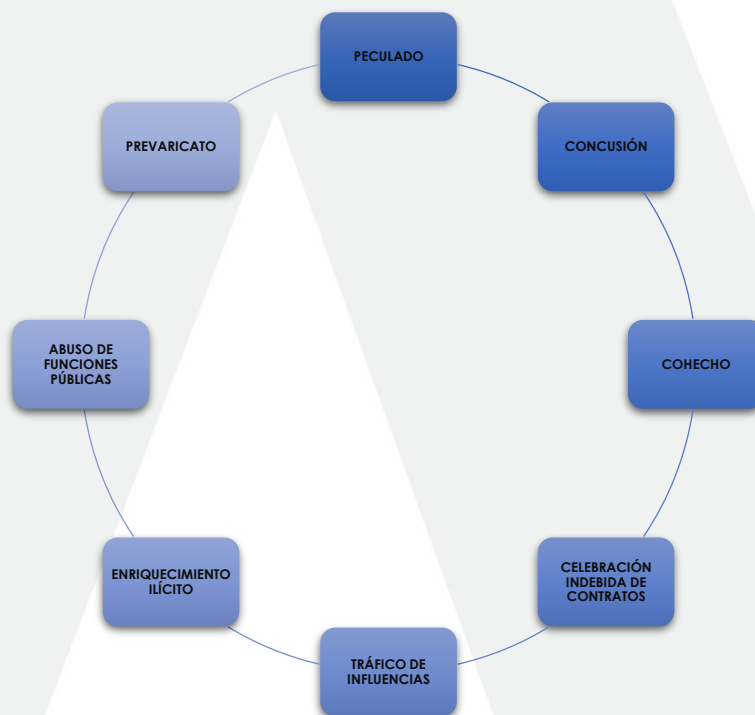 PECULADO
CONCUSIÓN
COHECHO
CELEBRACIÓN
INDEBIDA DE
CONTRATOS
TRÁFICO DE
INFLUENCIAS
ENRIQUECIMIENTO
ILÍCITO
ABUSO DE
FUNCIONES
PÚBLICAS
PREVARICATO